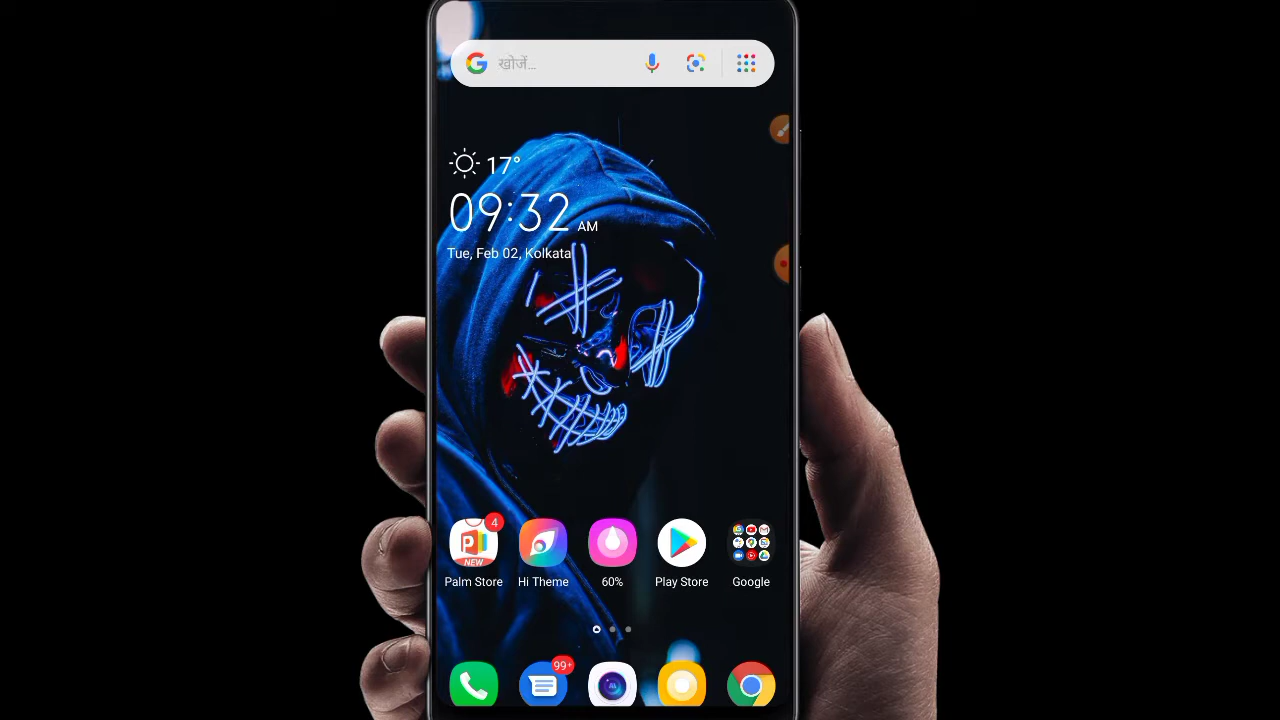 खोजें...
17°
09:32 AM
Tue, Feb 02, Kolkata
4
P
NEW
Palm Store
Hi Theme
60%
Play Store
Google
99+